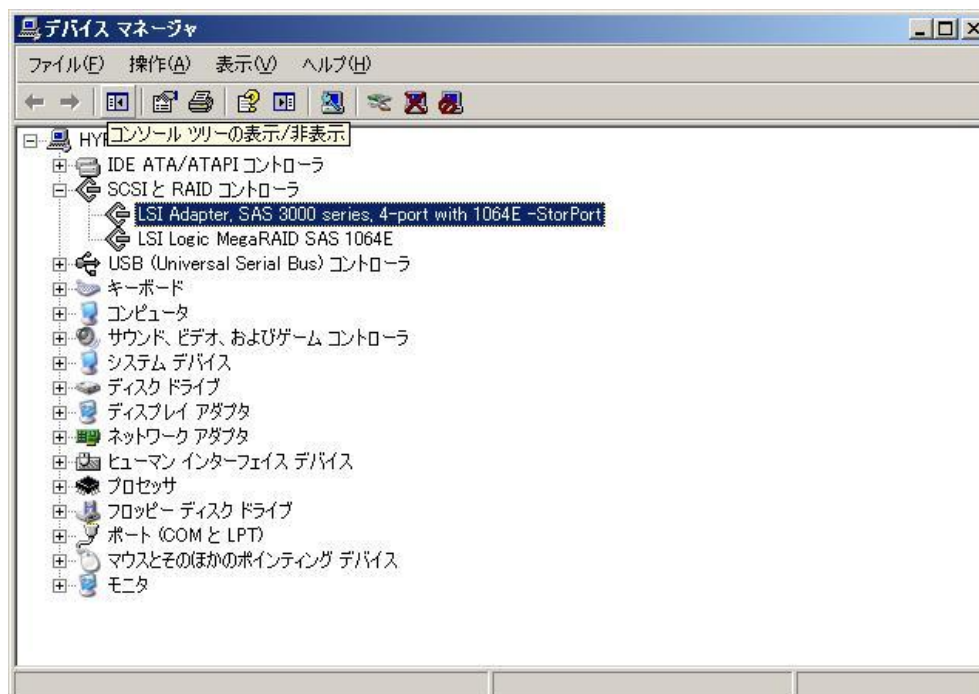 デバイス マネージャ
ファイル(F) 操作(A) 表示(V) ヘルプ(H)
コンソール ツリーの表示/非表示
IDE ATA/ATAPI コントローラ
SCSI と RAID コントローラ
LSI Adapter, SAS 3000 series, 4-port with 1064E -StorPort
LSI Logic MegaRAID SAS 1064E
USB (Universal Serial Bus) コントローラ
キーボード
コンピュータ
サウンド、ビデオ、およびゲーム コントローラ
システム デバイス
ディスク ドライブ
ディスプレイ アダプタ
ネットワーク アダプタ
ヒューマン インターフェイス デバイス
プロセッサ
フロッピー ディスク ドライブ
ポート (COM と LPT)
マウスとそのほかのポインティング デバイス
モニタ